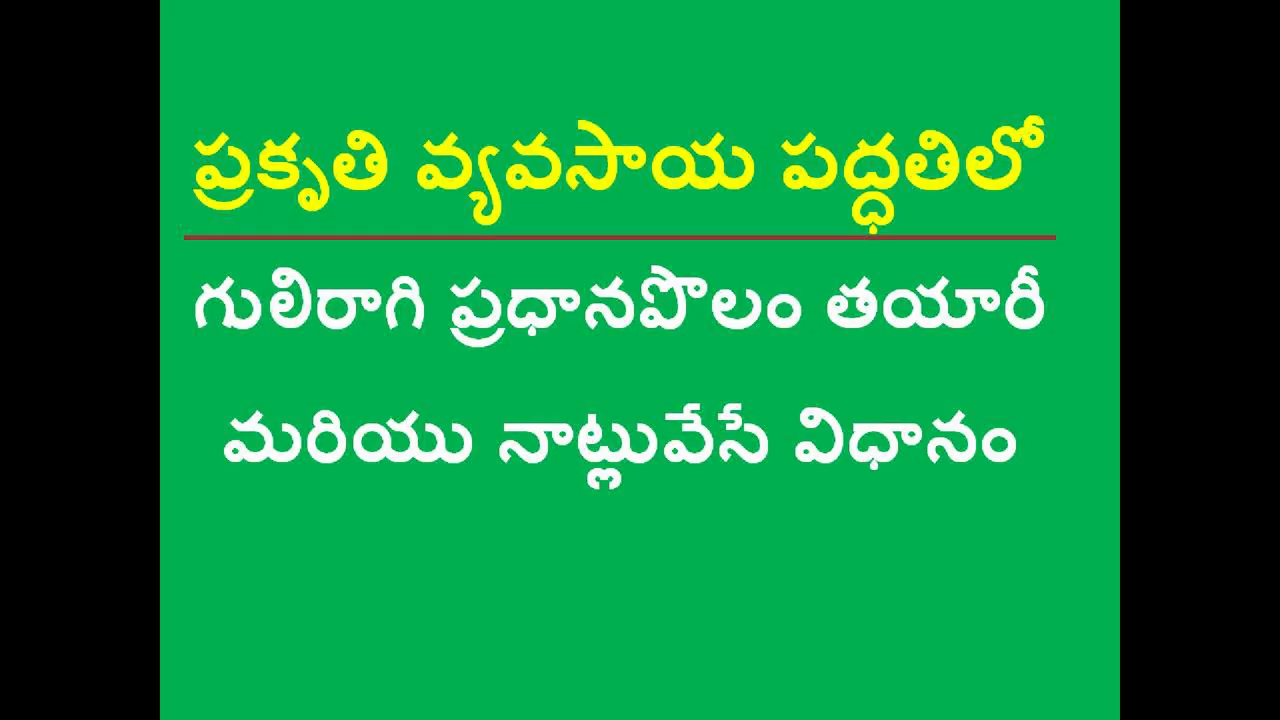 ప్రకృతి వ్యవసాయ పద్ధతిలో
గులిరాగి ప్రధానపొలం తయారీ
మరియు నాట్లువేసే విధానం